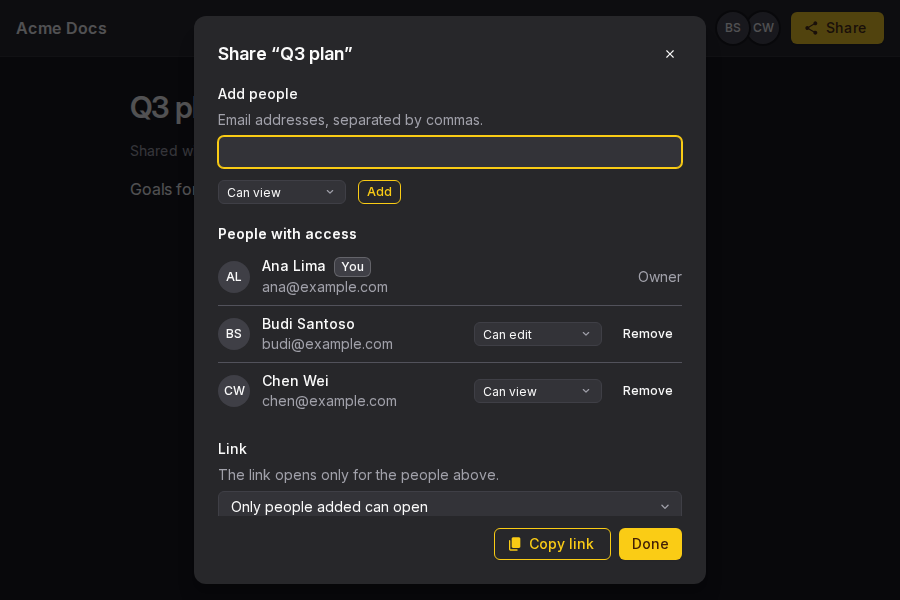 Acme Docs
BS
CW
Share
Share “Q3 plan”
Add people
Email addresses, separated by commas.
Can view
Add
People with access
AL
Ana Lima
You
ana@example.com
Owner
BS
Budi Santoso
budi@example.com
Can edit
Remove
CW
Chen Wei
chen@example.com
Can view
Remove
Link
The link opens only for the people above.
Only people added can open
Copy link
Done
Q3
Shared
Goals